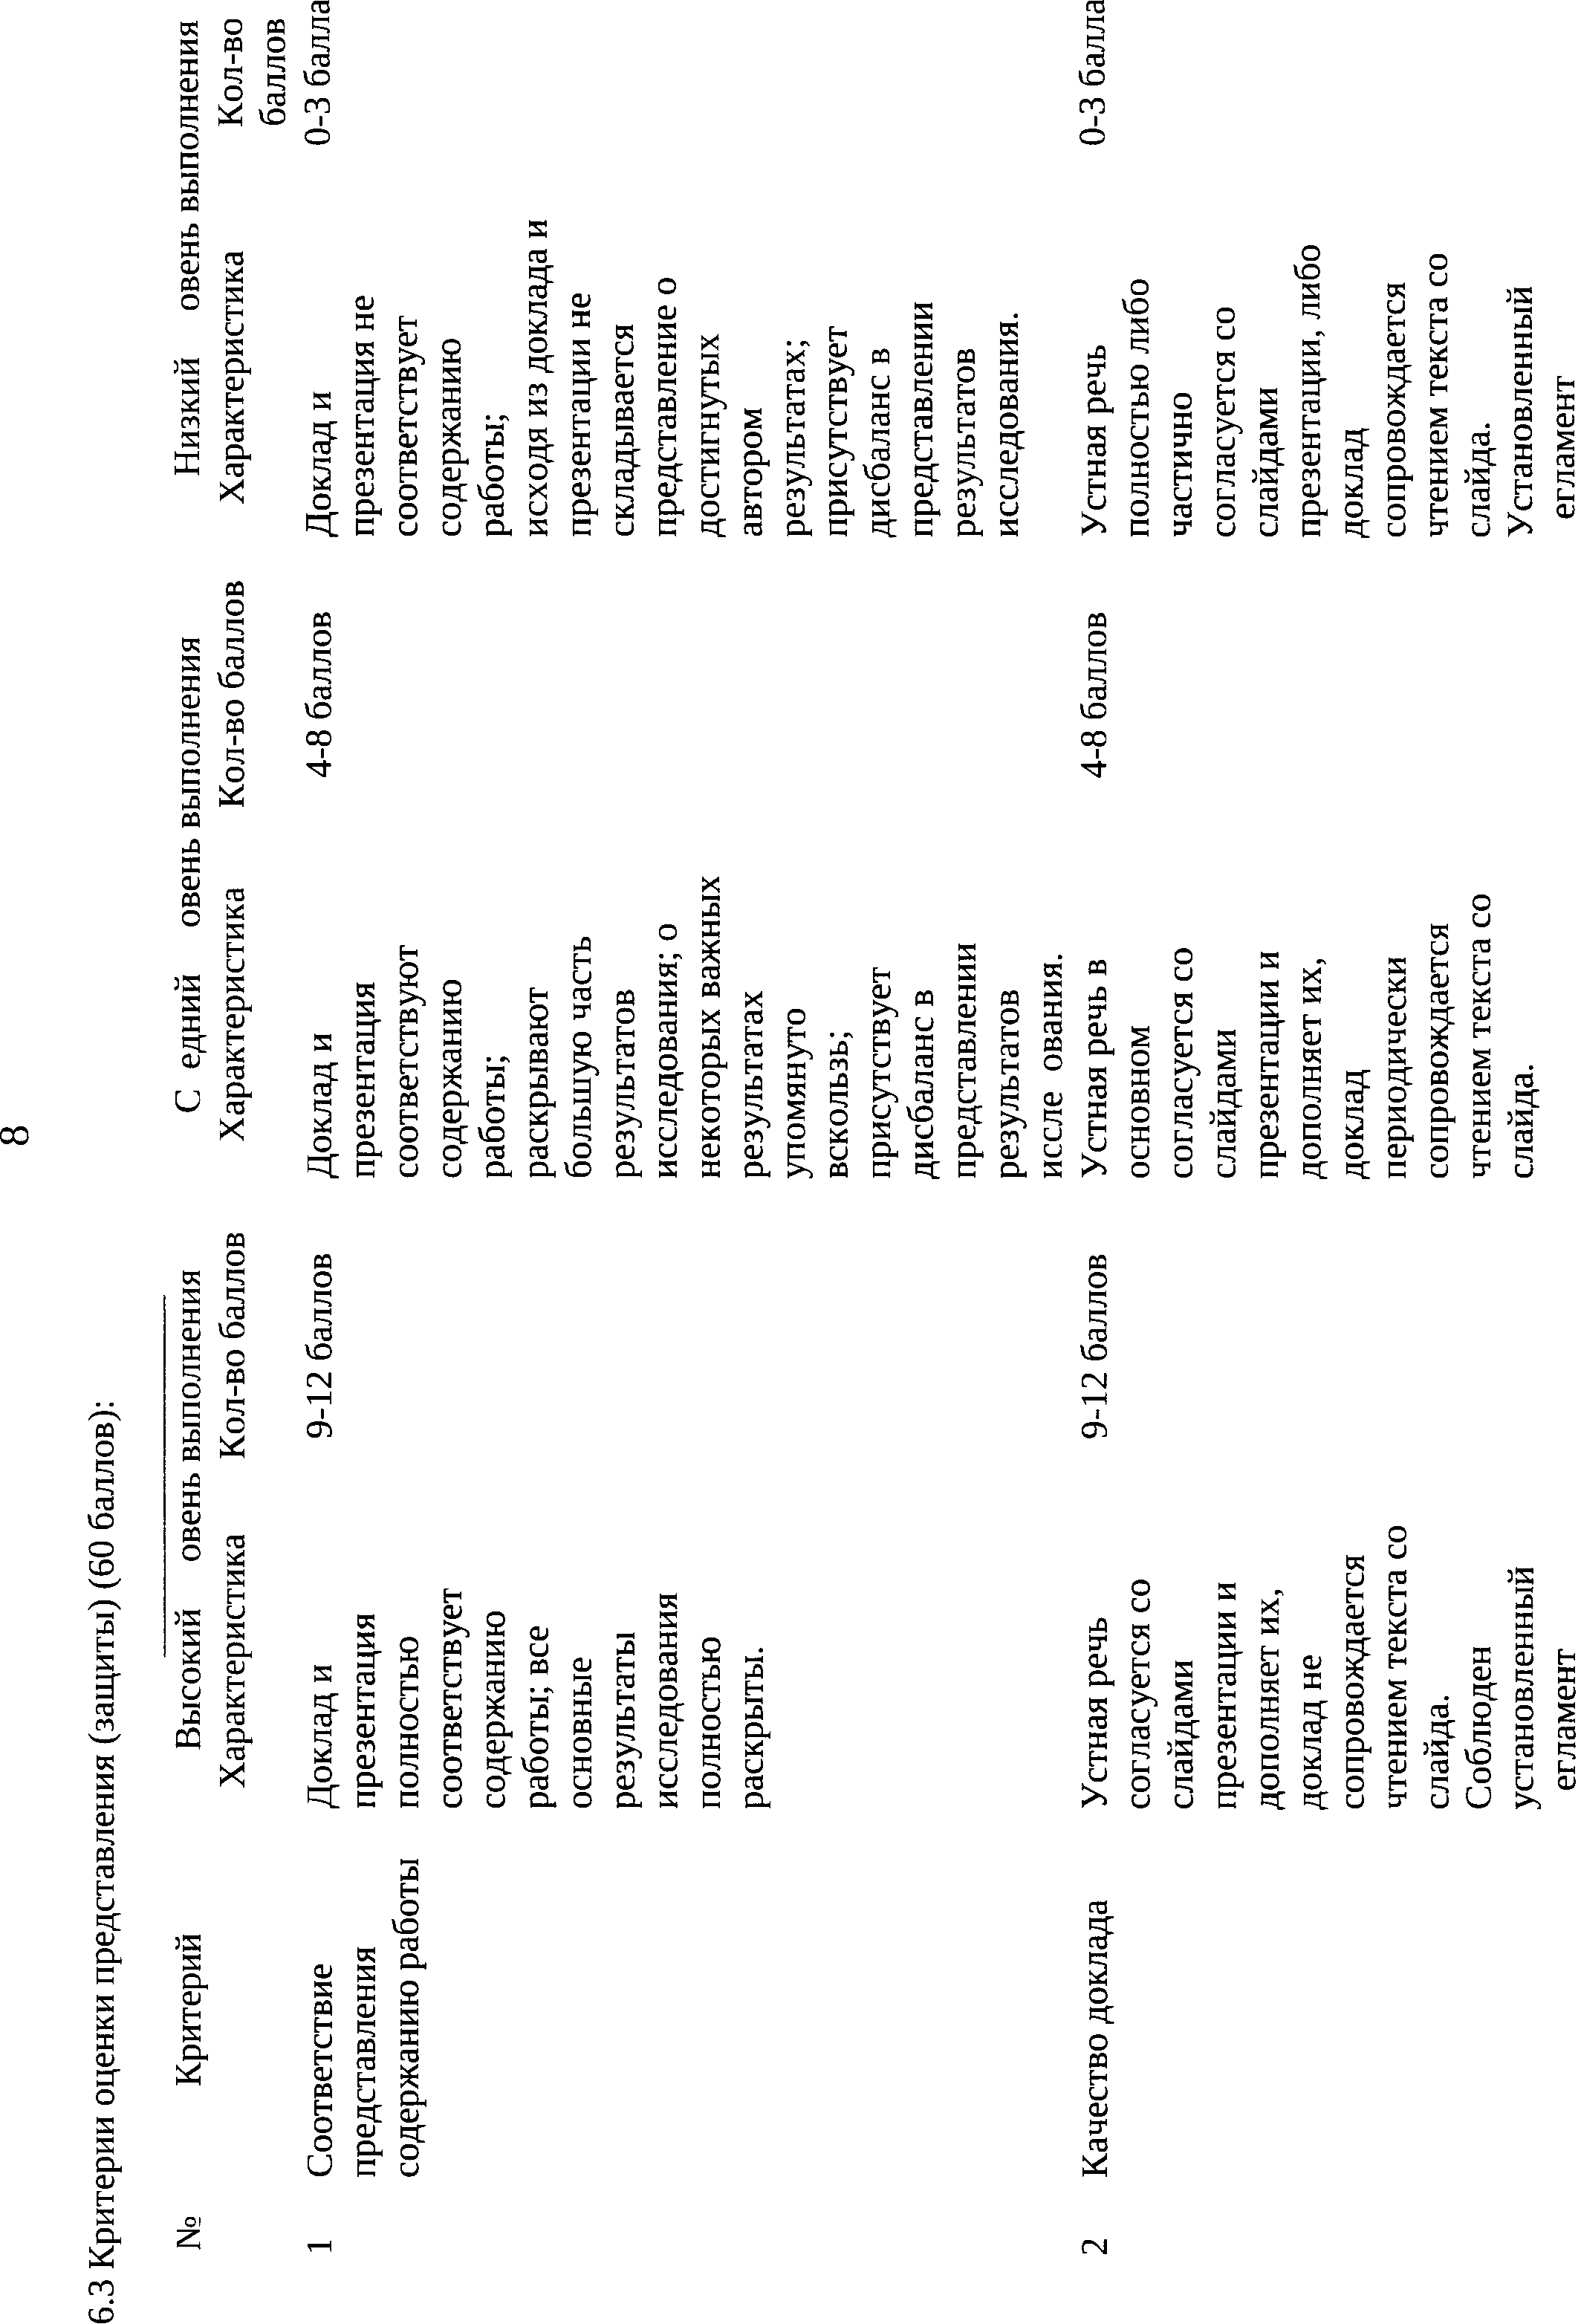 8
6.3 Критерии оценки представления (защиты) (60 баллов):
№ Критерий Высокий овень выполнения С едний овень выполнения Низкий овень выполнения
Характеристика Кол-во баллов Характеристика Кол-во баллов Характеристика Кол-во
баллов
1 Соответствие
представления
содержанию работы
Доклад и
презентация
полностью
соответствует
содержанию
работы; все
основные
результаты
исследования
полностью
раскрыты.
9-12 баллов
Доклад и
презентация
соответствуют
содержанию
работы;
раскрывают
большую часть
результатов
исследования; о
некоторых важных
результатах
упомянуто
вскользь;
присутствует
дисбаланс в
представлении
результатов
иссле ования.
4-8 баллов
Доклад и
презентация не
соответствует
содержанию
работы;
исходя из доклада и
презентации не
складывается
представление о
достигнутых
автором
результатах;
присутствует
дисбаланс в
представлении
результатов
исследования.
0-3 балла
2 Качество доклада
Устная речь
согласуется со
слайдами
презентации и
дополняет их,
доклад не
сопровождается
чтением текста со
слайда.
Соблюден
установленный
егламент
9-12 баллов
Устная речь в
основном
согласуется со
слайдами
презентации и
дополняет их,
доклад
периодически
сопровождается
чтением текста со
слайда.
4-8 баллов
Устная речь
полностью либо
частично
согласуется со
слайдами
презентации, либо
доклад
сопровождается
чтением текста со
слайда.
Установленный
егламент
0-3 балла